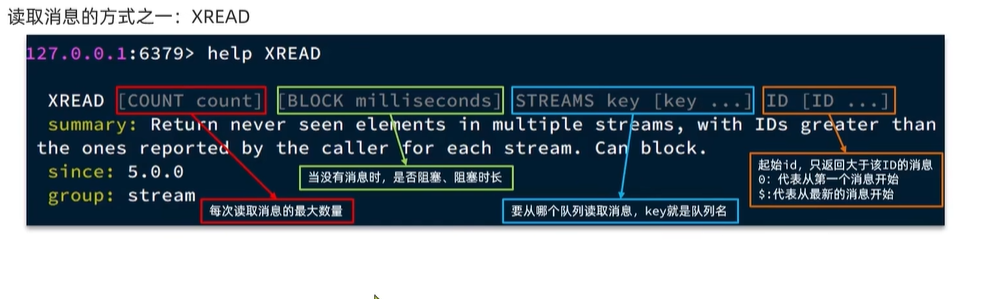 读取消息的方式之一：XREAD
127.0.0.1:6379> help XREAD
XREAD [COUNT count] [BLOCK milliseconds] STREAMS key [key ...] ID [ID ...]
summary: Return never seen elements in multiple streams, with IDs greater than
the ones reported by the caller for each stream. Can block.
since: 5.0.0
group: stream
每次读取消息的最大数量
当没有消息时，是否阻塞、阻塞时长
要从哪个队列读取消息，key就是队列名
起始id，只返回大于该ID的消息
0: 代表从第一个消息开始
$:代表从最新的消息开始